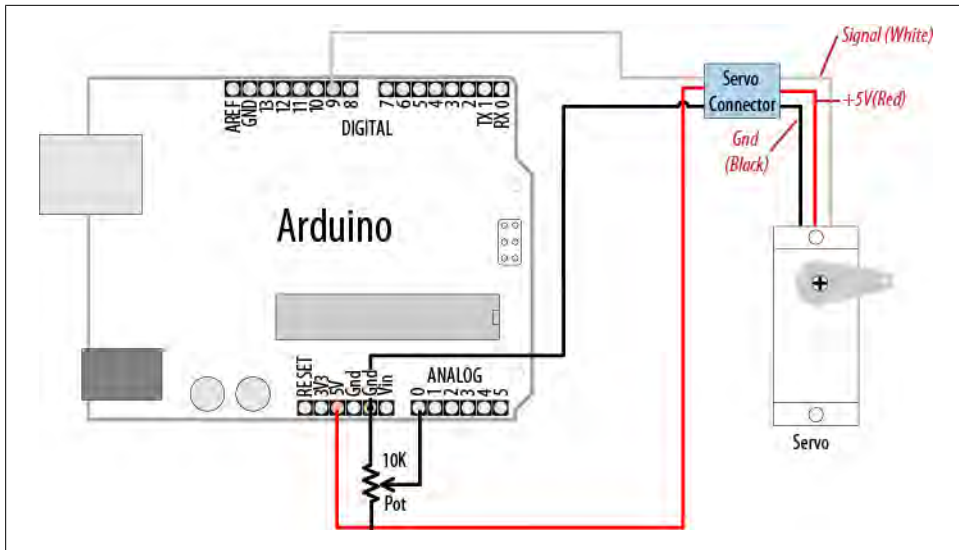 Signal (White)
Servo
Connector
+5V(Red)
Gnd
(Black)
AREF
GND
13
12
11
10
9
8
7
6
5
4
3
2
TX 1
RX 0
DIGITAL
Arduino
RESET
3V3
5V
Gnd
Gnd
Vin
ANALOG
0
1
2
3
4
5
10K
Pot
Servo